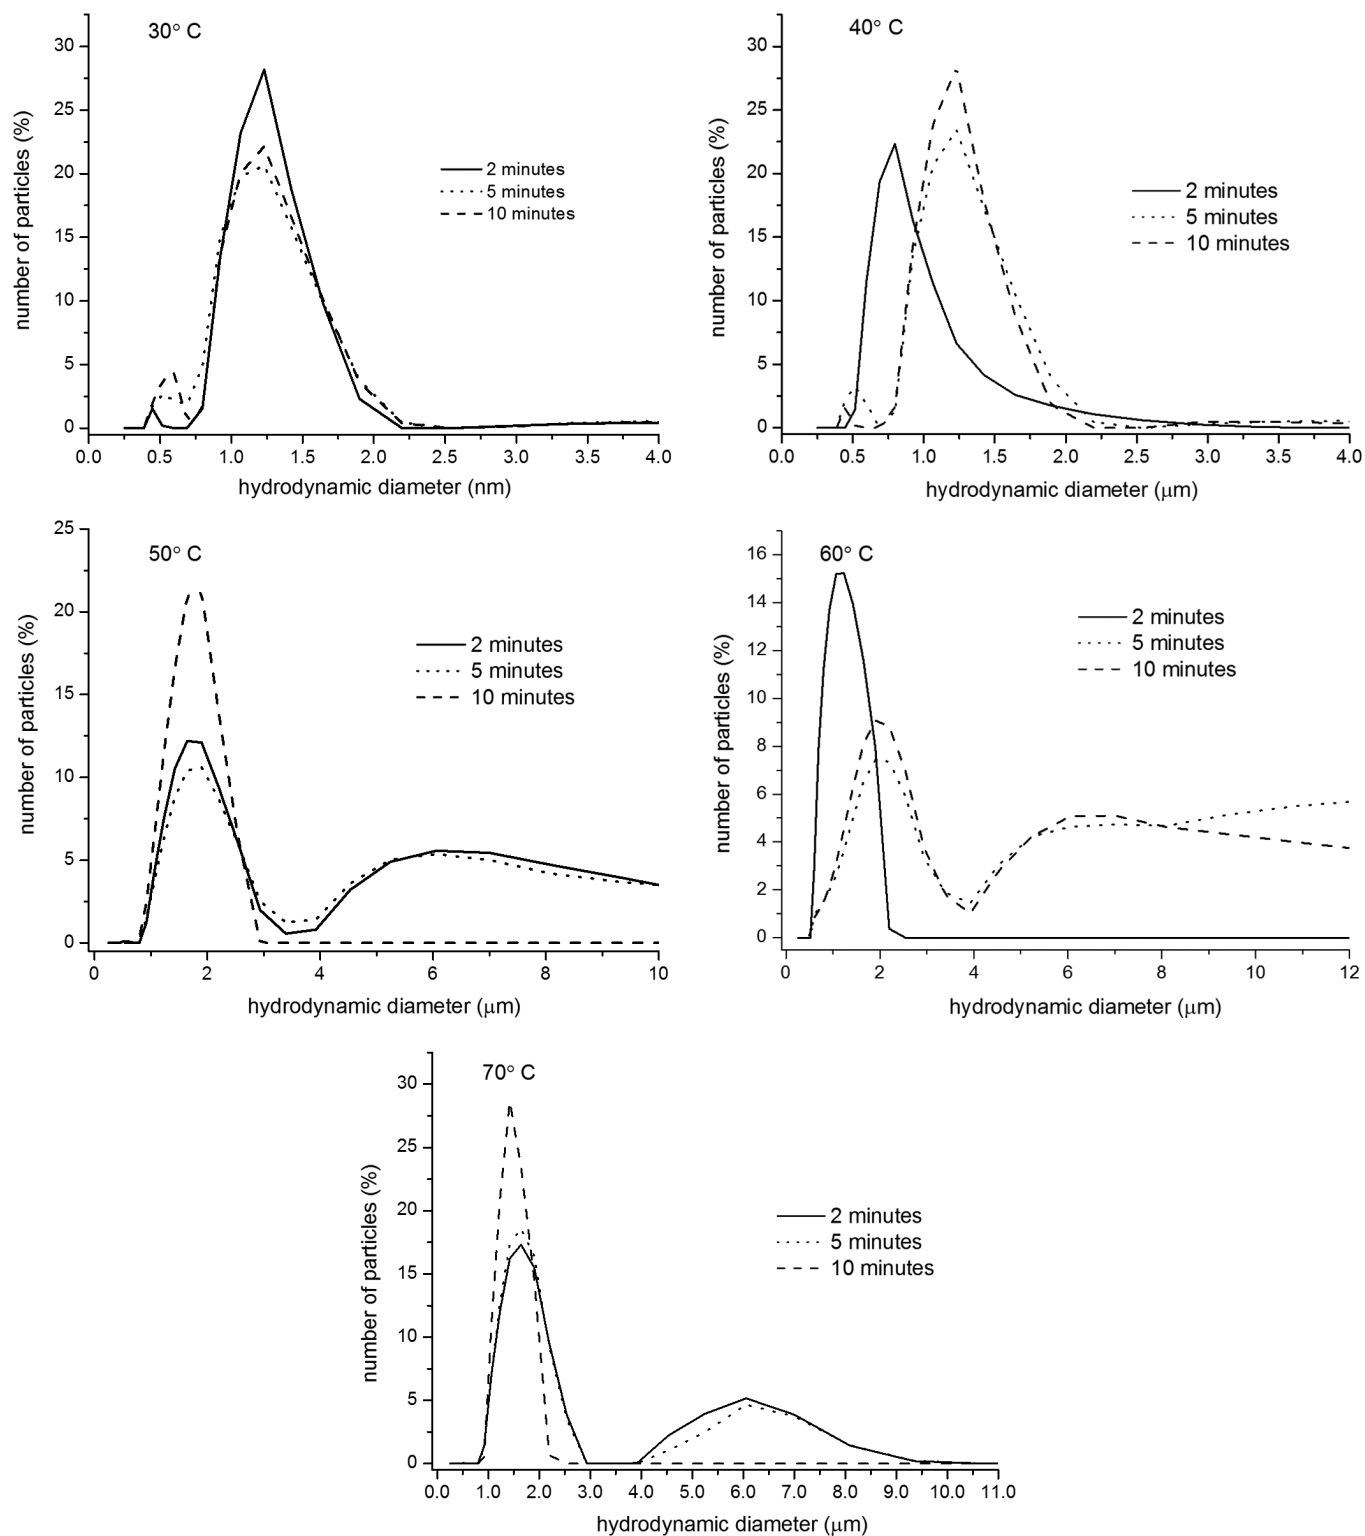 30° C
30
25
20
15
10
5
0
number of particles (%)
2 minutes
5 minutes
10 minutes
0.0 0.5 1.0 1.5 2.0 2.5 3.0 3.5 4.0
hydrodynamic diameter (nm)
40° C
30
25
20
15
10
5
0
number of particles (%)
2 minutes
5 minutes
10 minutes
0.0 0.5 1.0 1.5 2.0 2.5 3.0 3.5 4.0
hydrodynamic diameter (μm)
50° C
25
20
15
10
5
0
number of particles (%)
2 minutes
5 minutes
10 minutes
0 2 4 6 8 10
hydrodynamic diameter (μm)
60° C
16
14
12
10
8
6
4
2
0
number of particles (%)
2 minutes
5 minutes
10 minutes
0 2 4 6 8 10 12
hydrodynamic diameter (μm)
70° C
30
25
20
15
10
5
0
number of particles (%)
2 minutes
5 minutes
10 minutes
0.0 1.0 2.0 3.0 4.0 5.0 6.0 7.0 8.0 9.0 10.0 11.0
hydrodynamic diameter (μm)